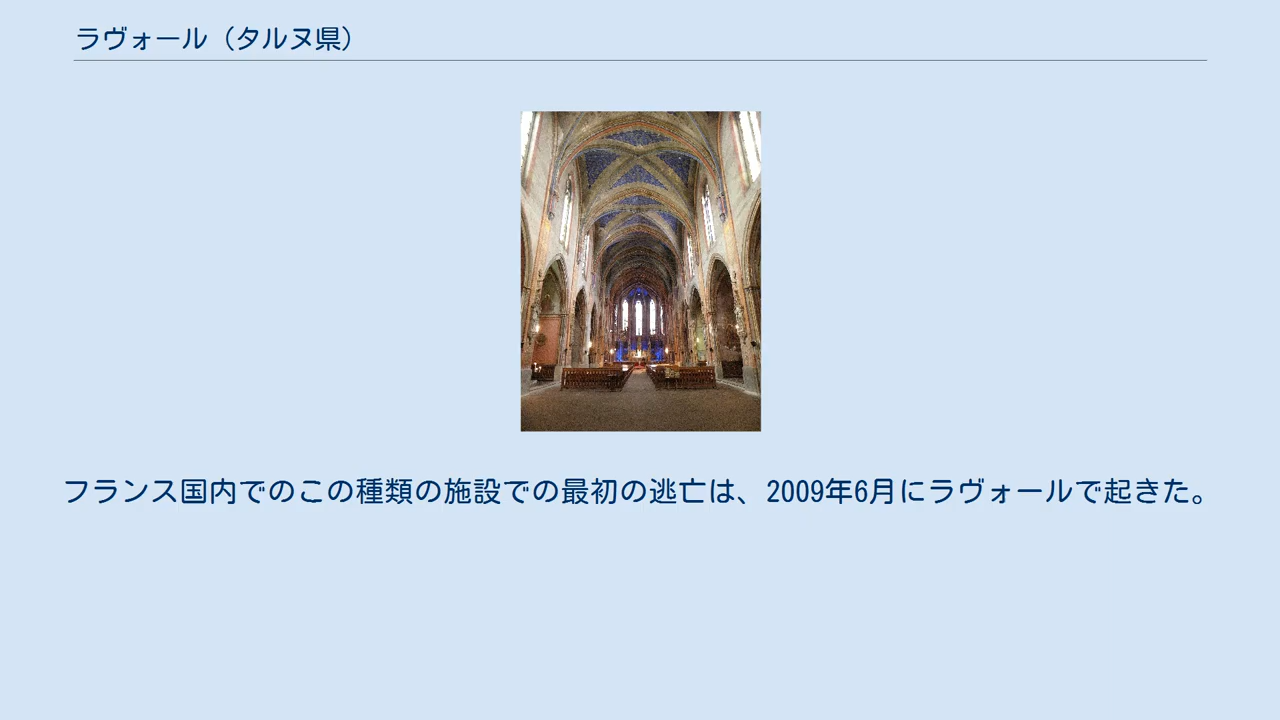 ラヴォール（タルヌ県）
フランス国内でのこの種類の施設での最初の逃亡は、2009年6月にラヴォールで起きた。